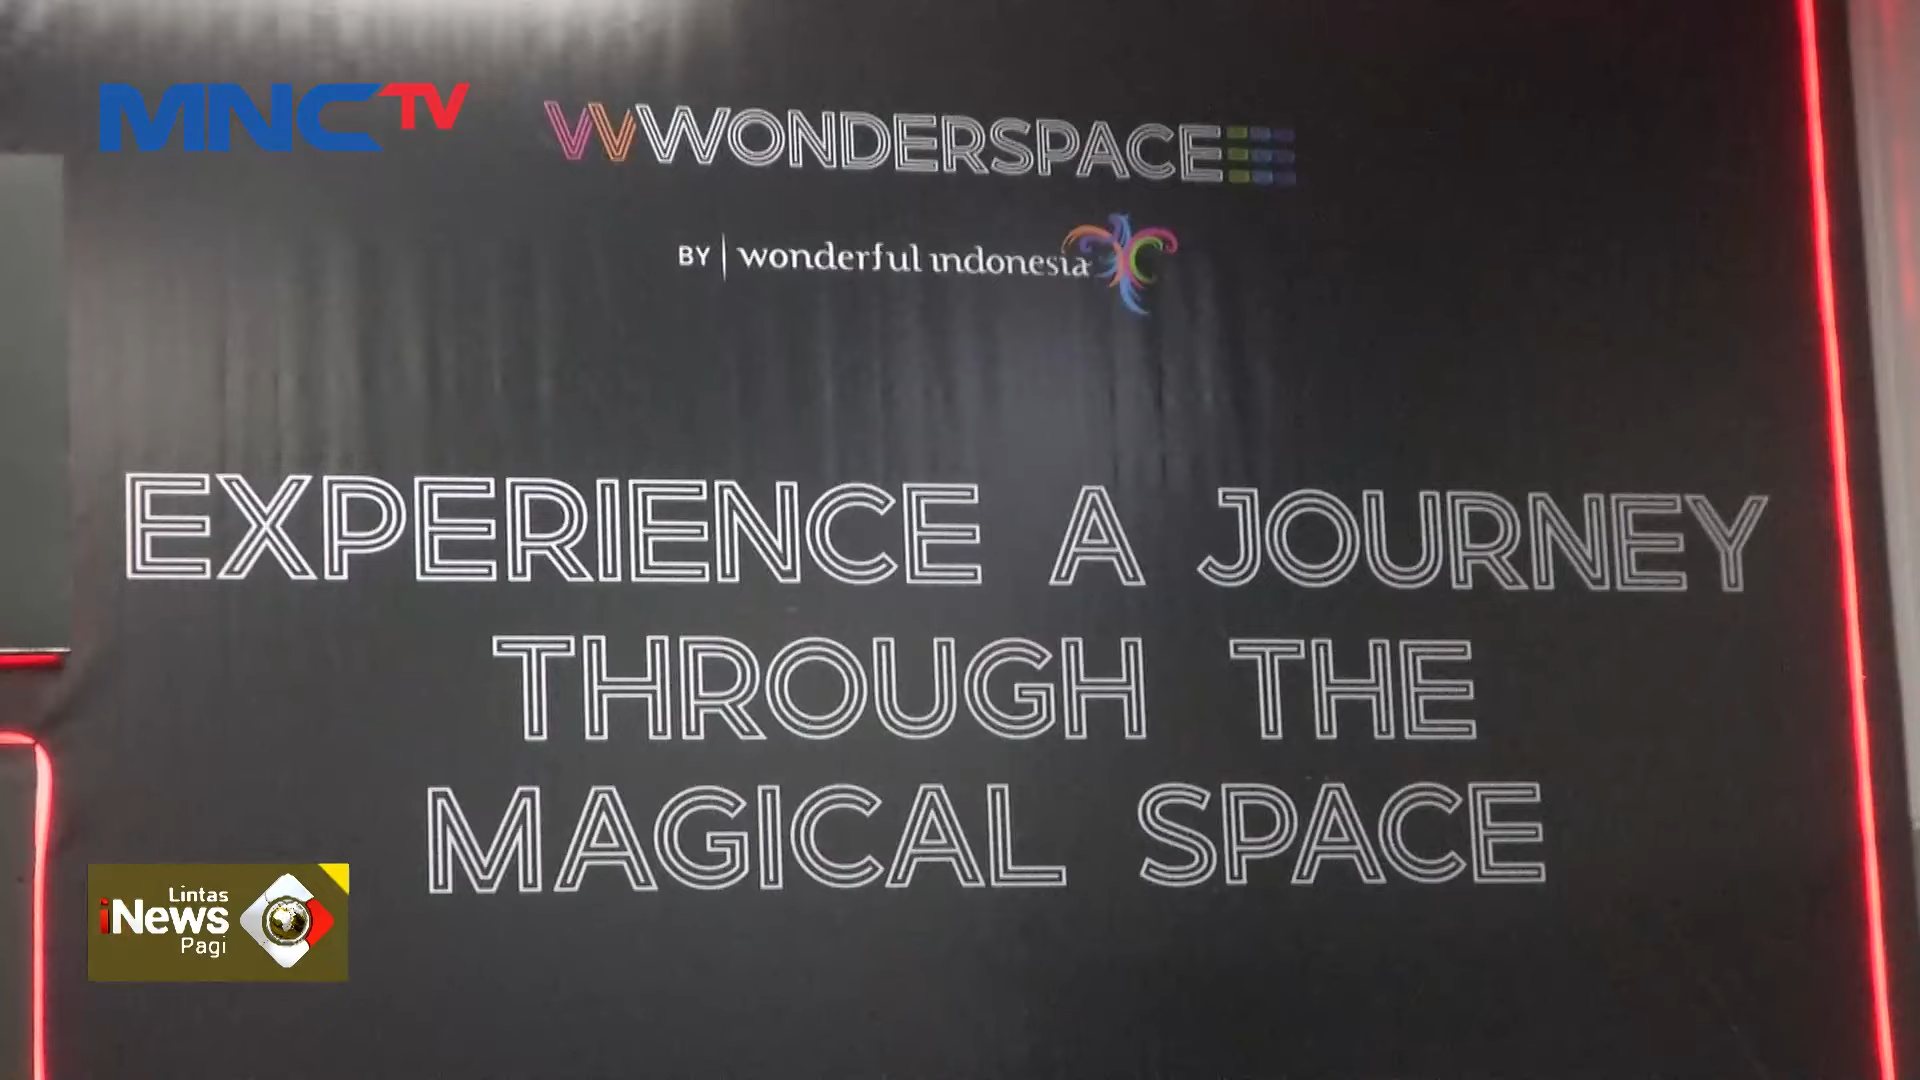 MNCTV
WONDERSPACE
BY | wonderful indonesia
EXPERIENCE A JOURNEY
THROUGH THE
MAGICAL SPACE
Lintas
iNews
Pagi